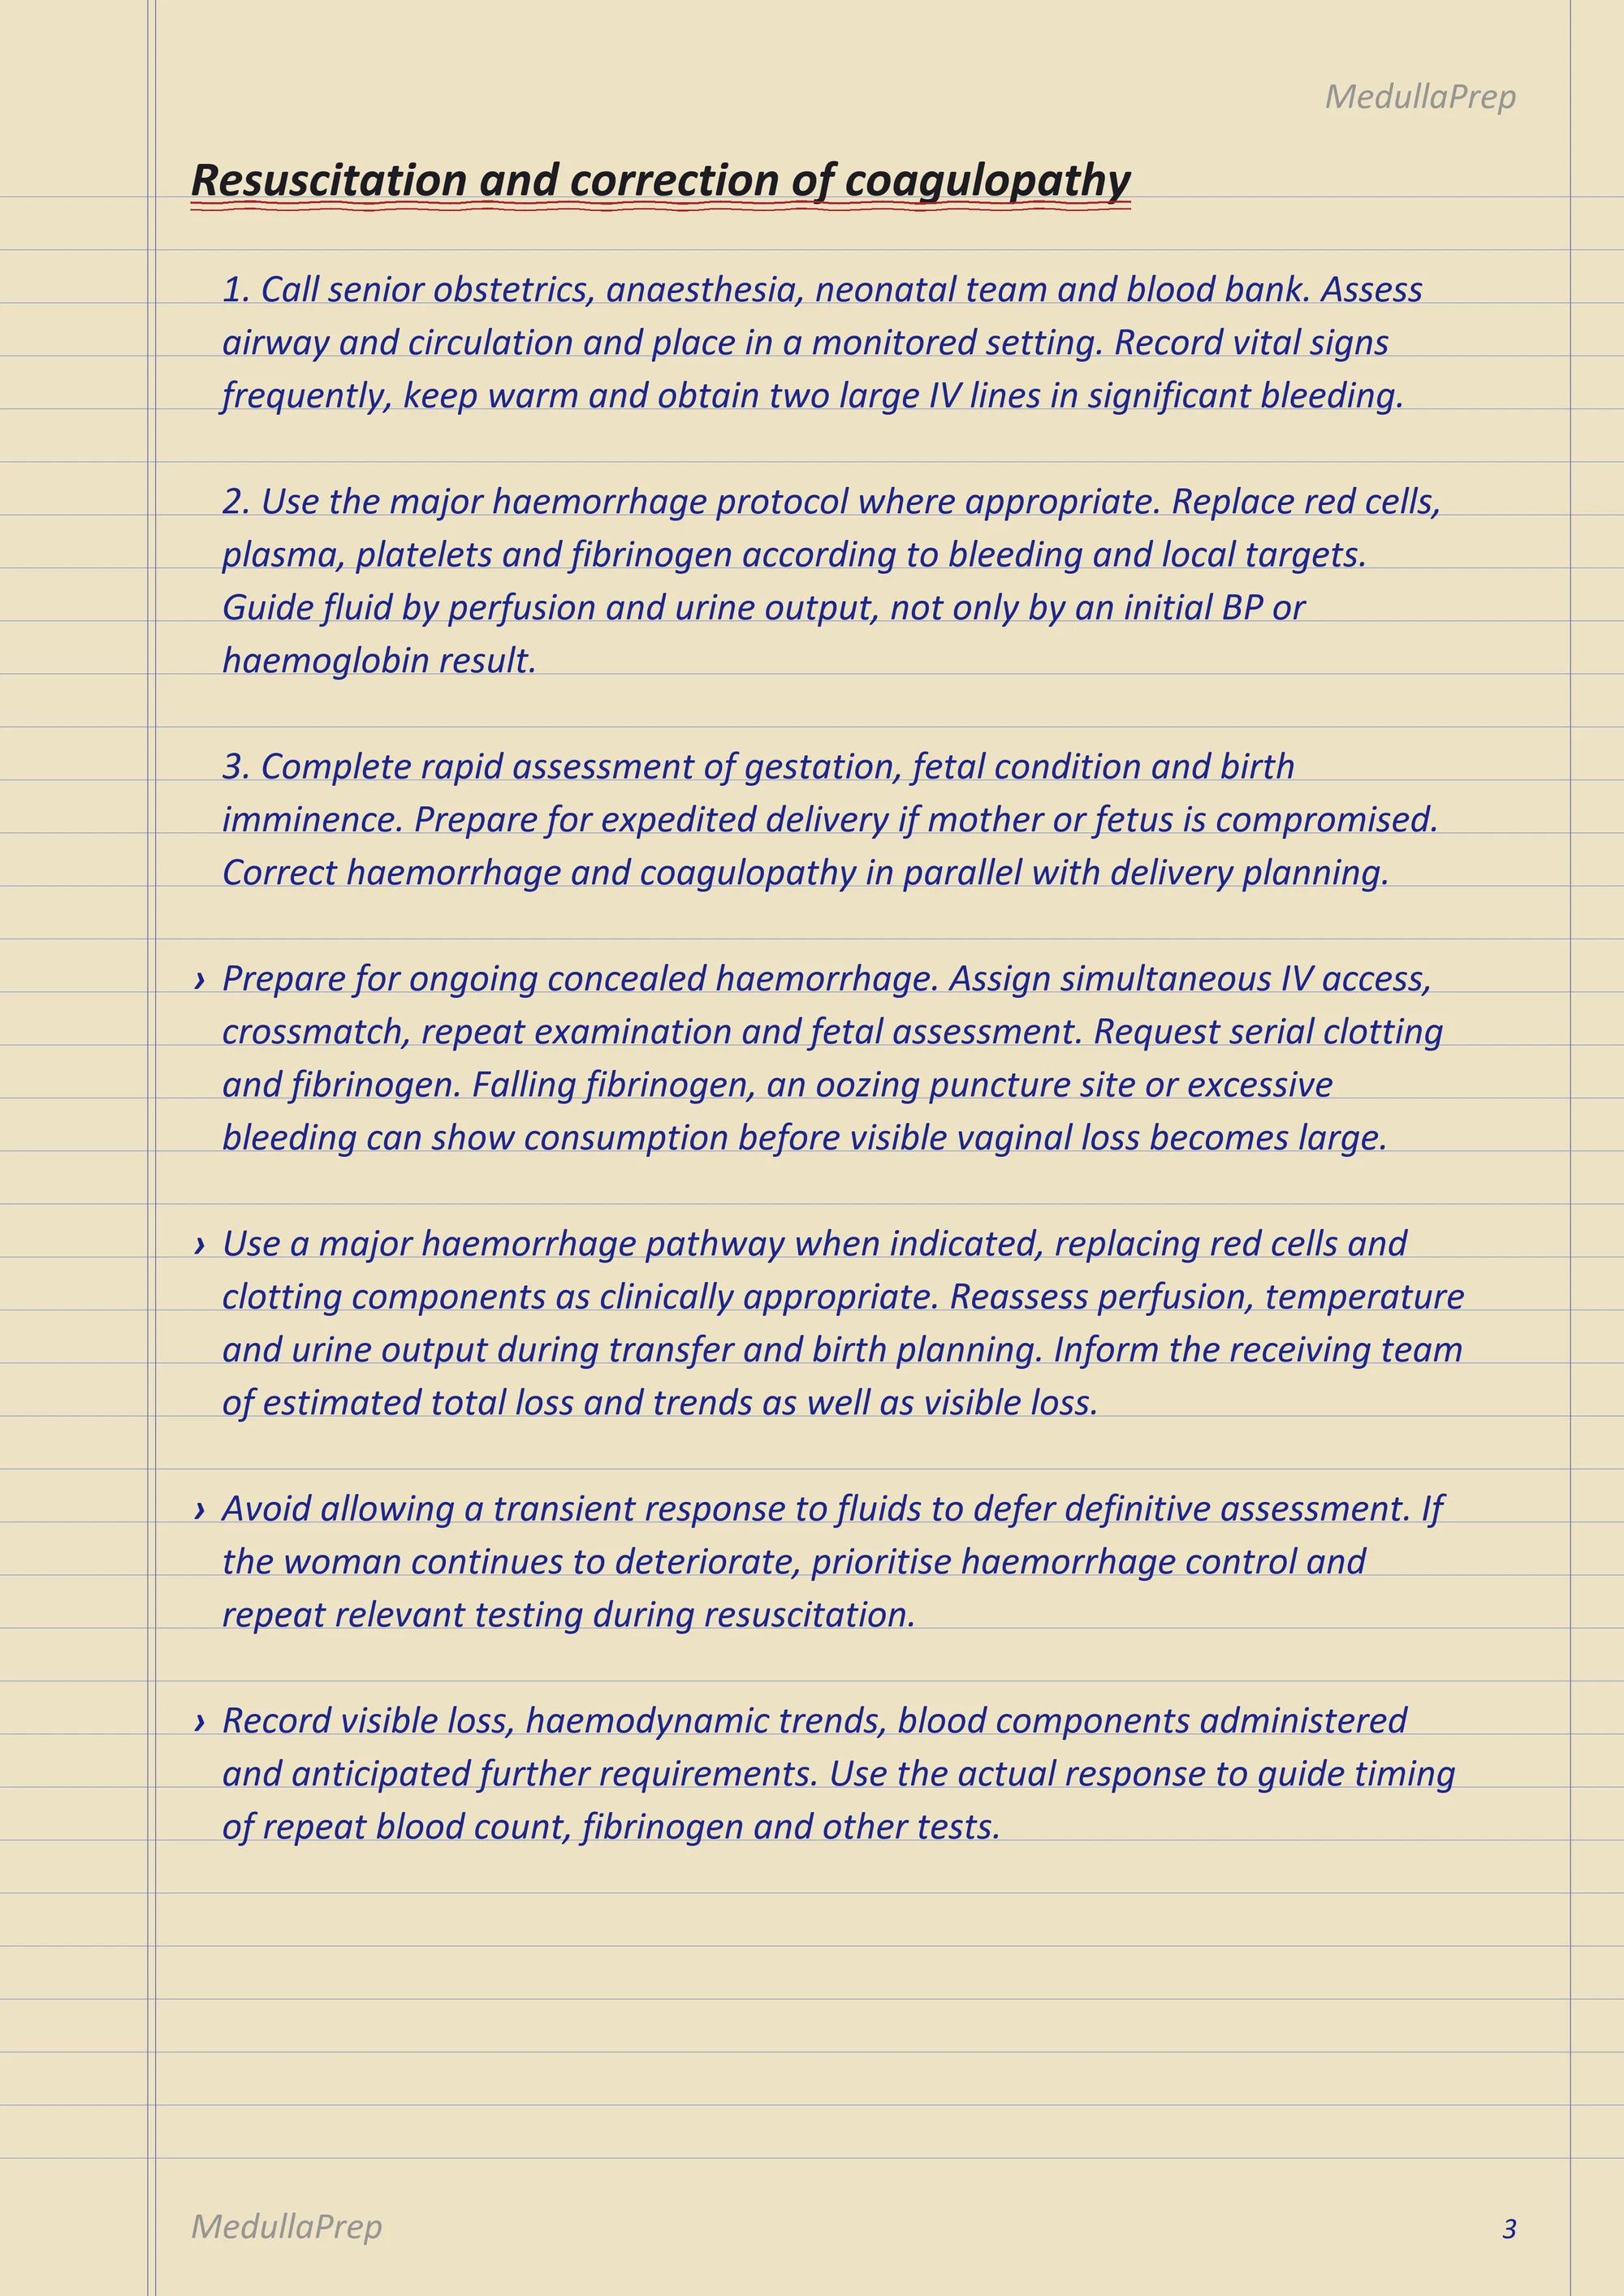 MedullaPrep
Resuscitation and correction of coagulopathy
1. Call senior obstetrics, anaesthesia, neonatal team and blood bank. Assess
airway and circulation and place in a monitored setting. Record vital signs
frequently, keep warm and obtain two large IV lines in significant bleeding.
2. Use the major haemorrhage protocol where appropriate. Replace red cells,
plasma, platelets and fibrinogen according to bleeding and local targets.
Guide fluid by perfusion and urine output, not only by an initial BP or
haemoglobin result.
3. Complete rapid assessment of gestation, fetal condition and birth
imminence. Prepare for expedited delivery if mother or fetus is compromised.
Correct haemorrhage and coagulopathy in parallel with delivery planning.
› Prepare for ongoing concealed haemorrhage. Assign simultaneous IV access,
crossmatch, repeat examination and fetal assessment. Request serial clotting
and fibrinogen. Falling fibrinogen, an oozing puncture site or excessive
bleeding can show consumption before visible vaginal loss becomes large.
› Use a major haemorrhage pathway when indicated, replacing red cells and
clotting components as clinically appropriate. Reassess perfusion, temperature
and urine output during transfer and birth planning. Inform the receiving team
of estimated total loss and trends as well as visible loss.
› Avoid allowing a transient response to fluids to defer definitive assessment. If
the woman continues to deteriorate, prioritise haemorrhage control and
repeat relevant testing during resuscitation.
› Record visible loss, haemodynamic trends, blood components administered
and anticipated further requirements. Use the actual response to guide timing
of repeat blood count, fibrinogen and other tests.
MedullaPrep
3